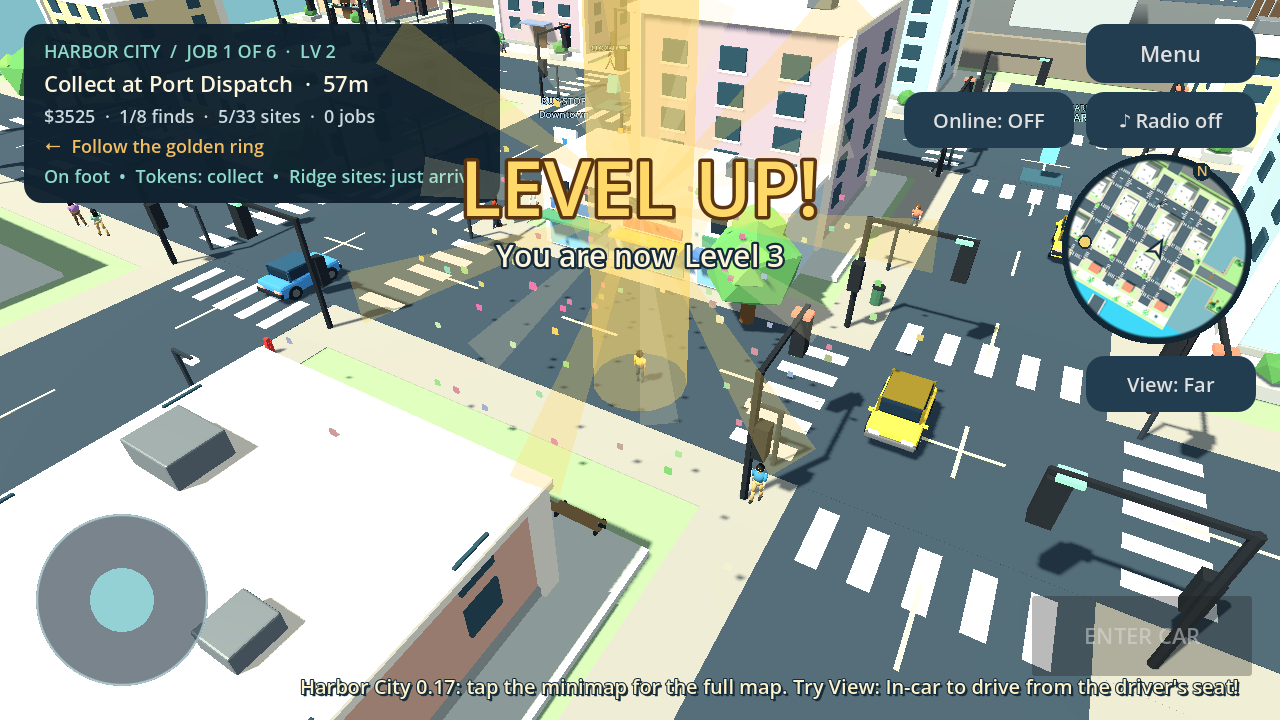 HARBOR CITY / JOB 1 OF 6 · LV 2
Collect at Port Dispatch · 57m
$3525 · 1/8 finds · 5/33 sites · 0 jobs
← Follow the golden ring
On foot • Tokens: collect • Ridge sites: just
LEVEL UP!
You are now Level 3
Downtown
Menu
Online: OFF
♪ Radio off
N
View: Far
ENTER CAR
Harbor City 0.17: tap the minimap for the full map. Try View: In-car to drive from the driver's seat!